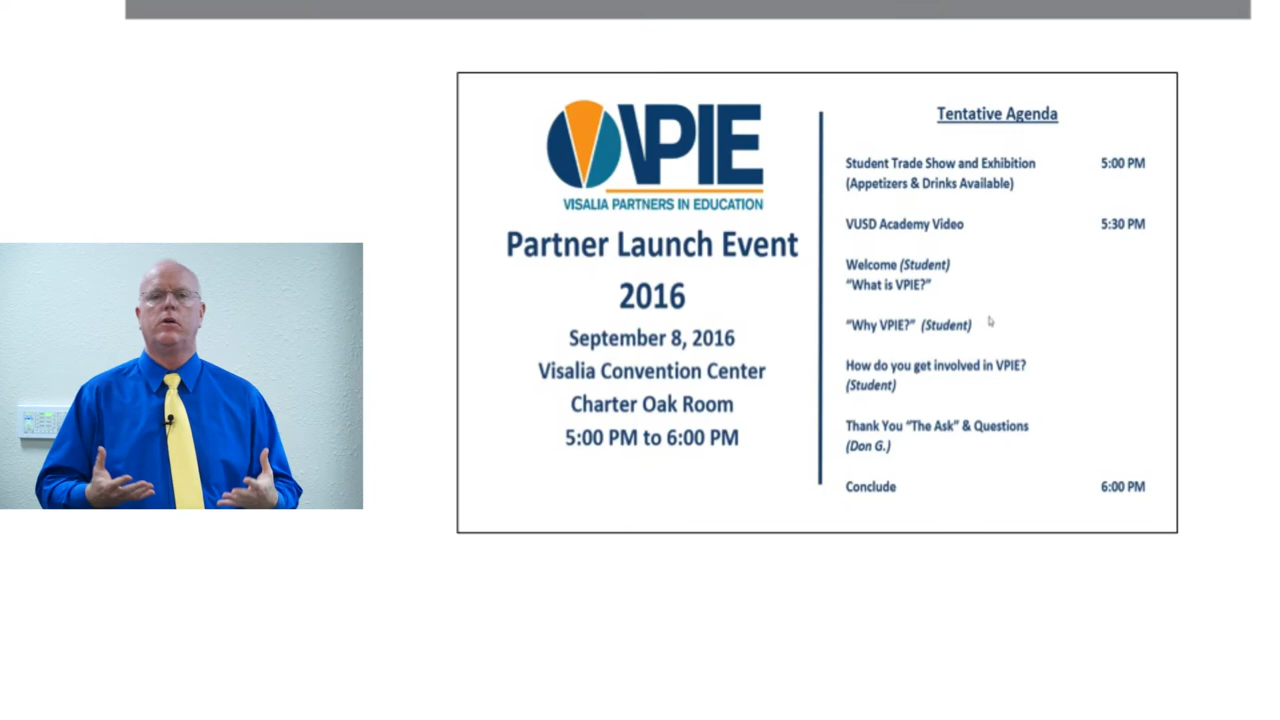 VPIE
VISALIA PARTNERS IN EDUCATION
Partner Launch Event
2016
September 8, 2016
Visalia Convention Center
Charter Oak Room
5:00 PM to 6:00 PM
Tentative Agenda
Student Trade Show and Exhibition 5:00 PM
(Appetizers & Drinks Available)
VUSD Academy Video 5:30 PM
Welcome (Student)
“What is VPIE?”
“Why VPIE?” (Student)
How do you get involved in VPIE?
(Student)
Thank You “The Ask” & Questions
(Don G.)
Conclude 6:00 PM